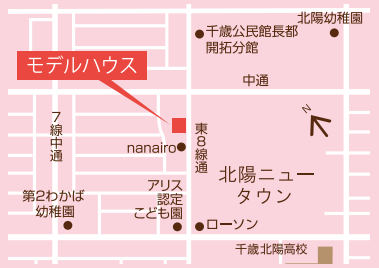 北陽幼稚園
千歳公民館長都
開拓分館
モデルハウス
中通
N
7線中通
東8線通
nanairo
北陽ニュー
タウン
アリス
認定
こども園
第2わかば
幼稚園
ローソン
千歳北陽高校